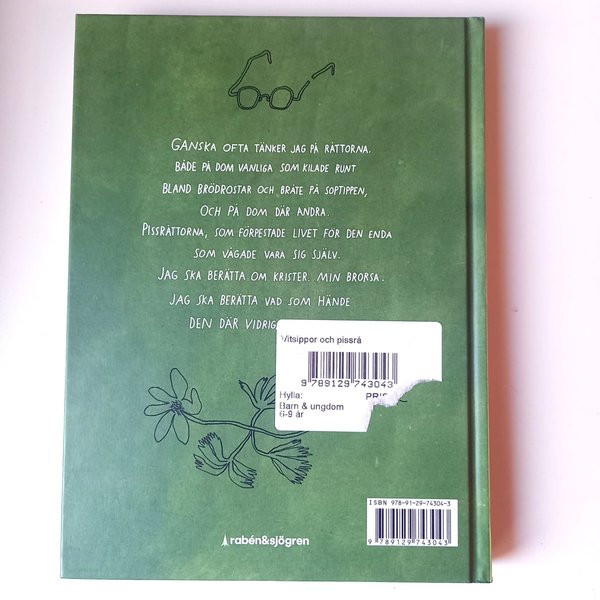 GANSKA OFTA TÄNKER JAG PÅ RÅTTORNA.
BÅDE PÅ DOM VANLIGA SOM KILADE RUNT
BLAND BRÖDROSTAR OCH BRÅTE PÅ SOPTIPPEN,
OCH PÅ DOM DÄR ANDRA.
PISSRÅTTORNA, SOM FÖRPESTADE LIVET FÖR DEN ENDA
SOM VÅGADE VARA SIG SJÄLV.
JAG SKA BERÄTTA OM KRISTER. MIN BRORSA.
JAG SKA BERÄTTA VAD SOM HÄNDE
DEN DÄR VIDRIG
Vitsippor och pissrå
9 789129 743043
Hylla:
Barn & ungdom
6-9 år
ISBN 978-91-29-74304-3
9 789129 743043
rabén&sjögren